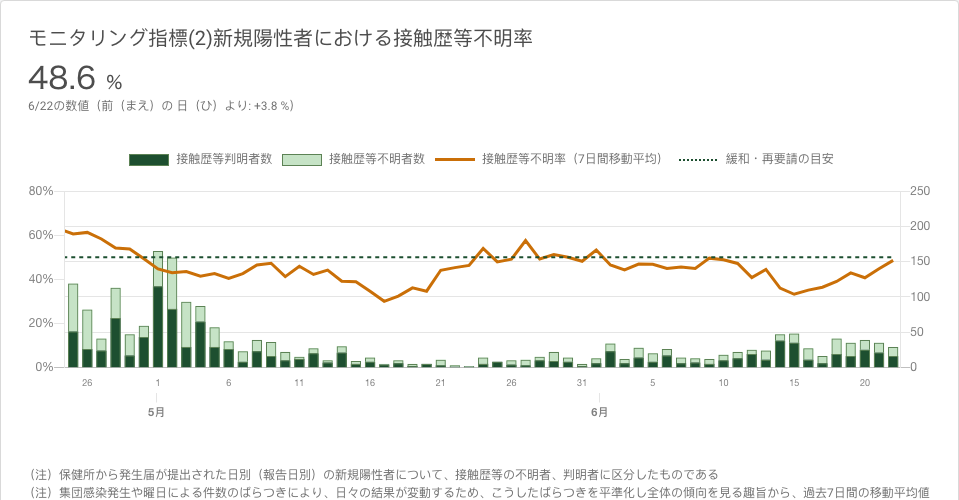 モニタリング指標(2)新規陽性者における接触歴等不明率
48.6 %
6/22の数値（前（まえ）の 日（ひ）より: +3.8 %）
接触歴等判明者数 接触歴等不明者数 接触歴等不明率（7日間移動平均） 緩和・再要請の目安
80% 250
200
60%
150
40%
100
20%
50
0% 0
26 1 6 11 16 21 26 31 5 10 15 20
5月 6月
（注）保健所から発生届が提出された日別（報告日別）の新規陽性者について、接触歴等の不明者、判明者に区分したものである
（注）集団感染発生や曜日による件数のばらつきにより、日々の結果が変動するため、こうしたばらつきを平準化し全体の傾向を見る趣旨から、過去7日間の移動平均値